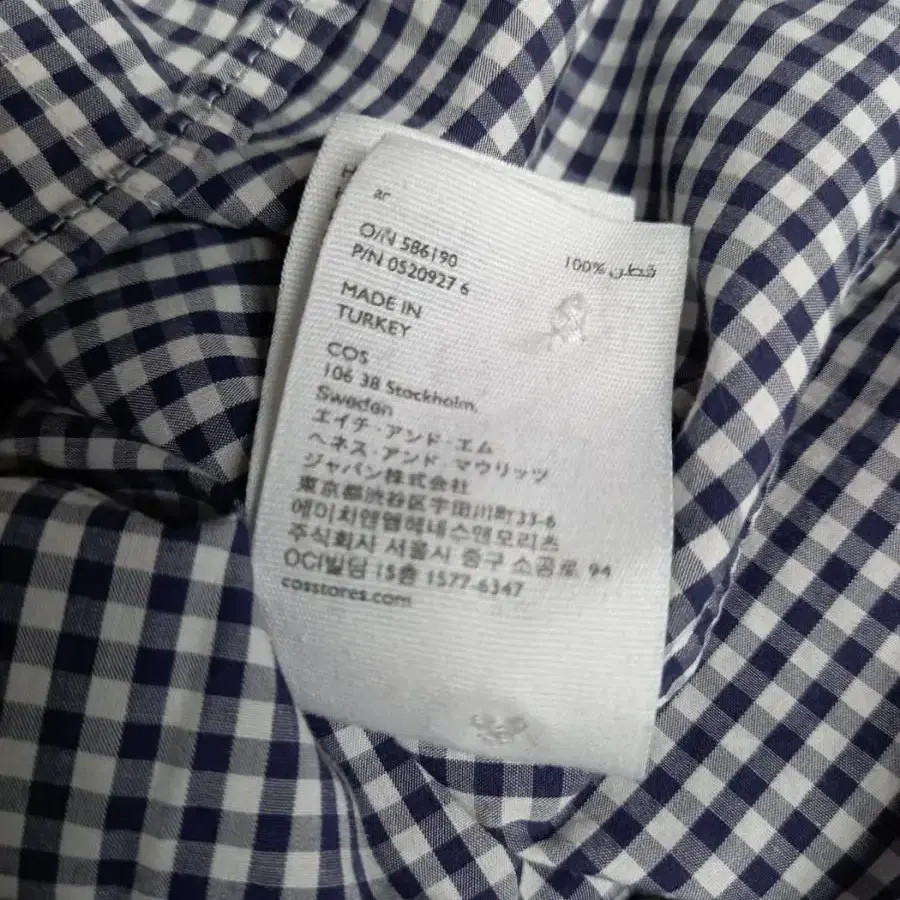 ar
100% قطن
O/N 586190
P/N 0520927 6
MADE IN
TURKEY
COS
106 38 Stockholm,
Sweden
エイチ・アンド・エム
ヘネス・アンド マウリッツ
ジャパン株式会社
東京都渋谷区宇田川町33-6
에이치앤엠헤네스앤모리츠
주식회사 서울시 중구 소공로 94
OCI빌딩 15층 1577-6347
cosstores.com